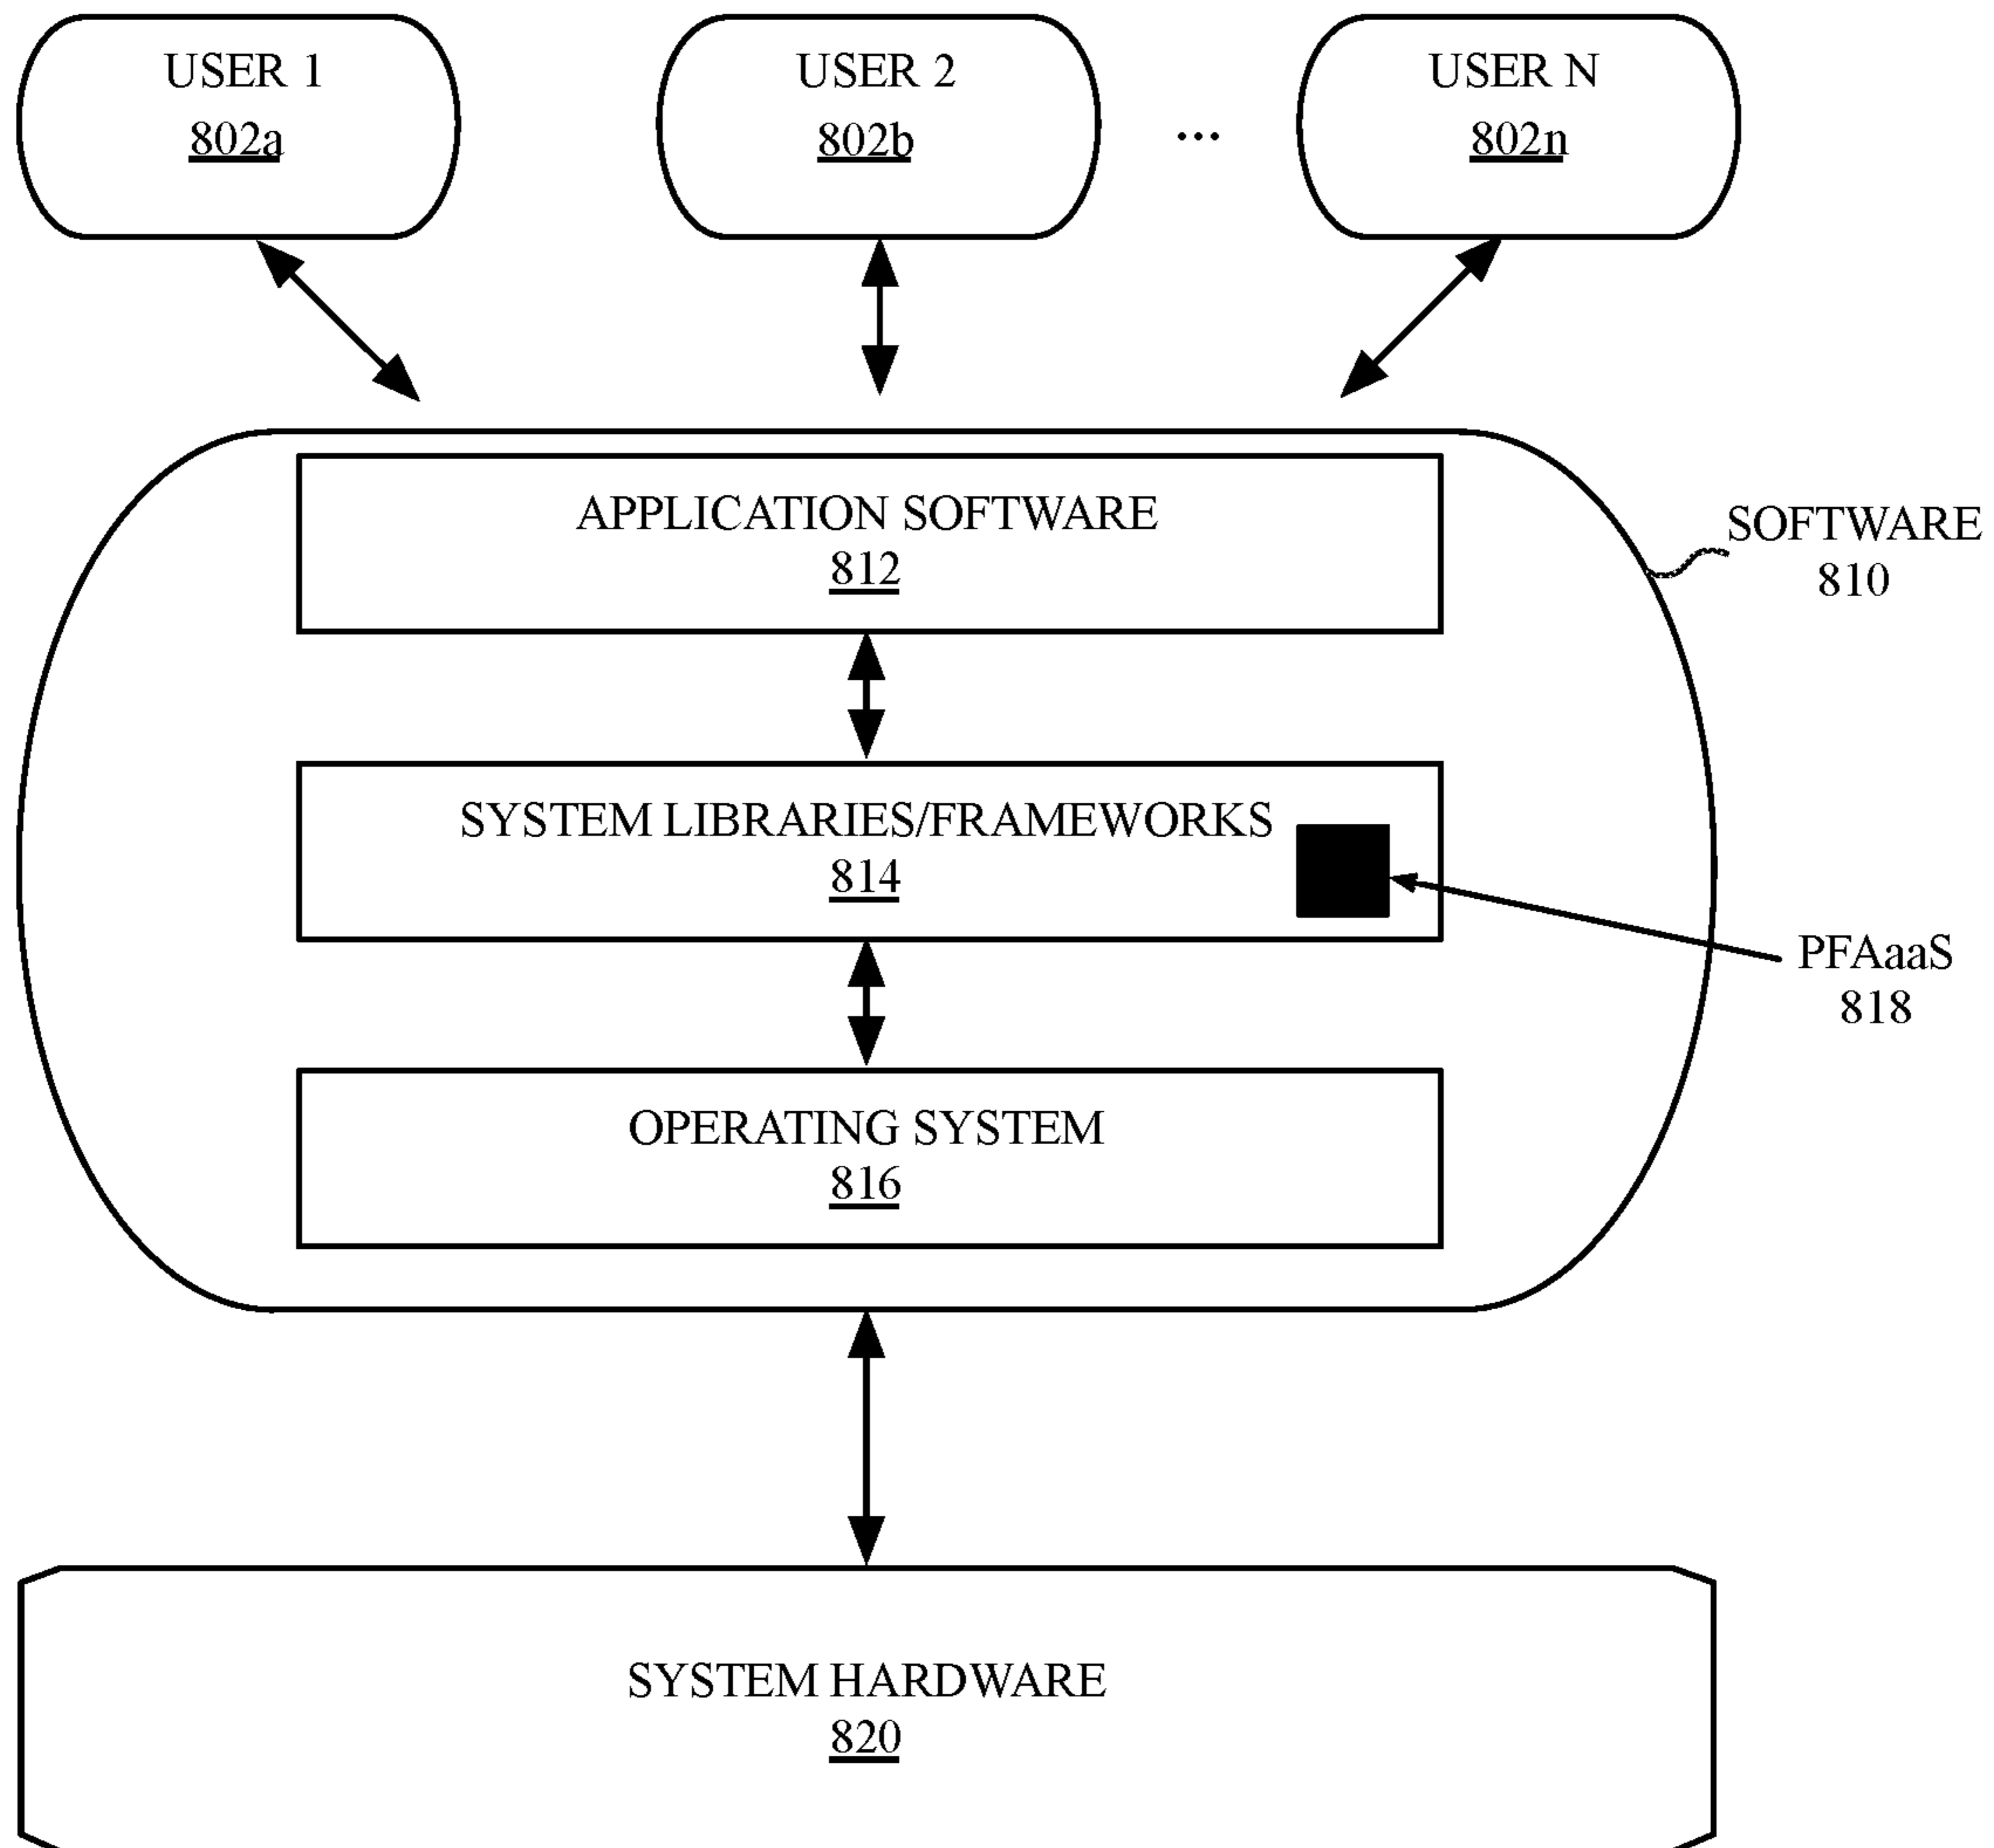 USER 1
802a
USER 2
802b
...
USER N
802n
APPLICATION SOFTWARE
812
SOFTWARE
810
SYSTEM LIBRARIES/FRAMEWORKS
814
PFAaaS
818
OPERATING SYSTEM
816
SYSTEM HARDWARE
820